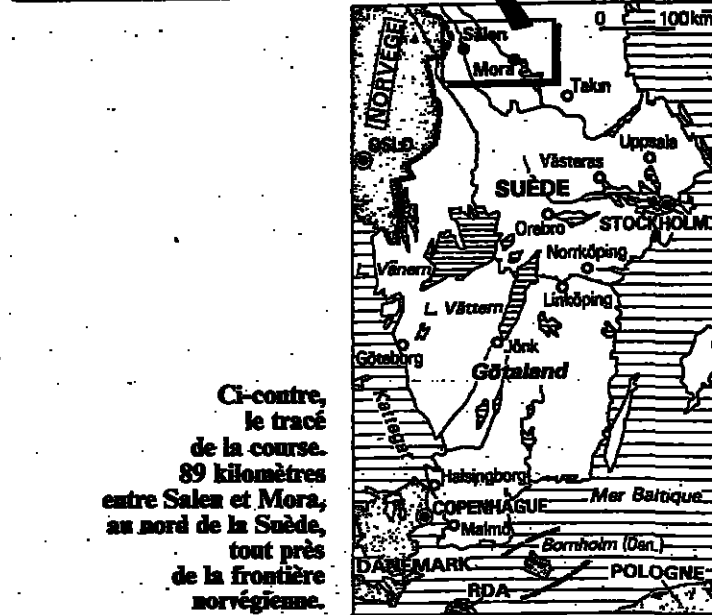 0 100km
NORVEGE
Sälen
Mora
Takın
OSLO
Uppsala
Västeras
SUÈDE
STOCKHOLM
Orebro
Norrköping
L. Vänern
L. Vättern
Linköping
Jönk
Göteborg
Götaland
Kattegat
Ci-contre,
le tracé
de la course.
89 kilomètres
entre Salen et Mora,
au nord de la Suède,
tout près
de la frontière
norvégienne.
Halsingborg
Mer Baltique
COPENHAGUE
Malmö
Bornholm (Dan.)
DANEMARK
POLOGNE
RDA